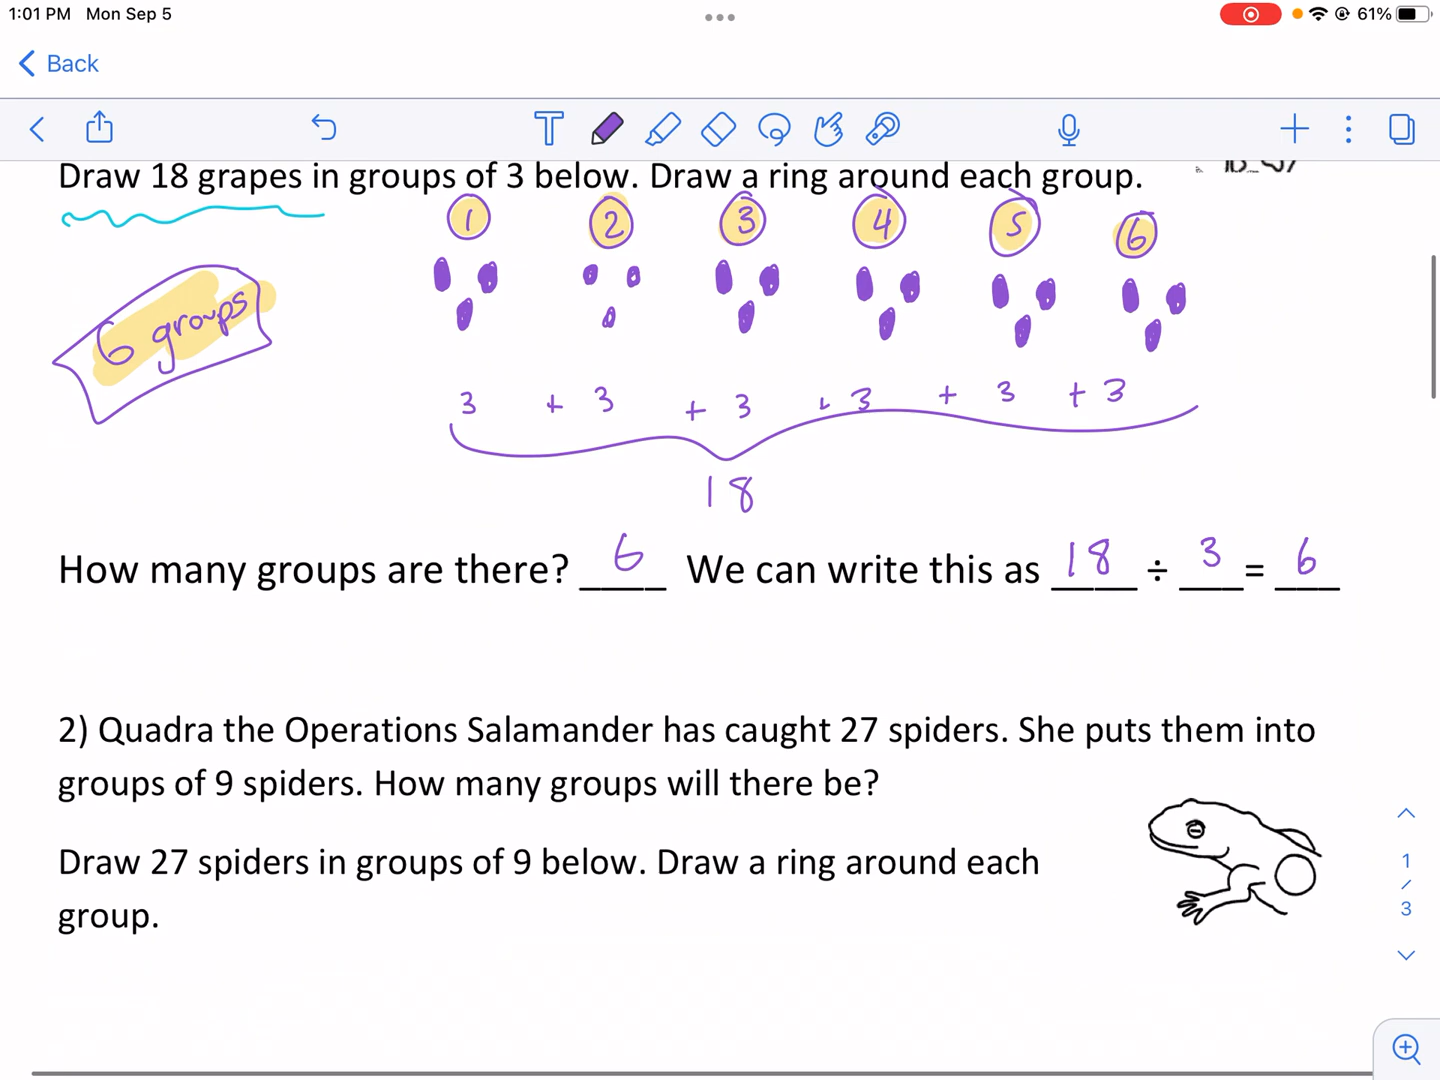 1:01 PM Mon Sep 5
61%
Back
T
Draw 18 grapes in groups of 3 below. Draw a ring around each group.
1 2 3 4 5 6
6 groups
3 + 3 + 3 + 3 + 3 + 3
18
How many groups are there? 6 We can write this as 18 ÷ 3 = 6
2) Quadra the Operations Salamander has caught 27 spiders. She puts them into
groups of 9 spiders. How many groups will there be?
Draw 27 spiders in groups of 9 below. Draw a ring around each
group.
1
/
3